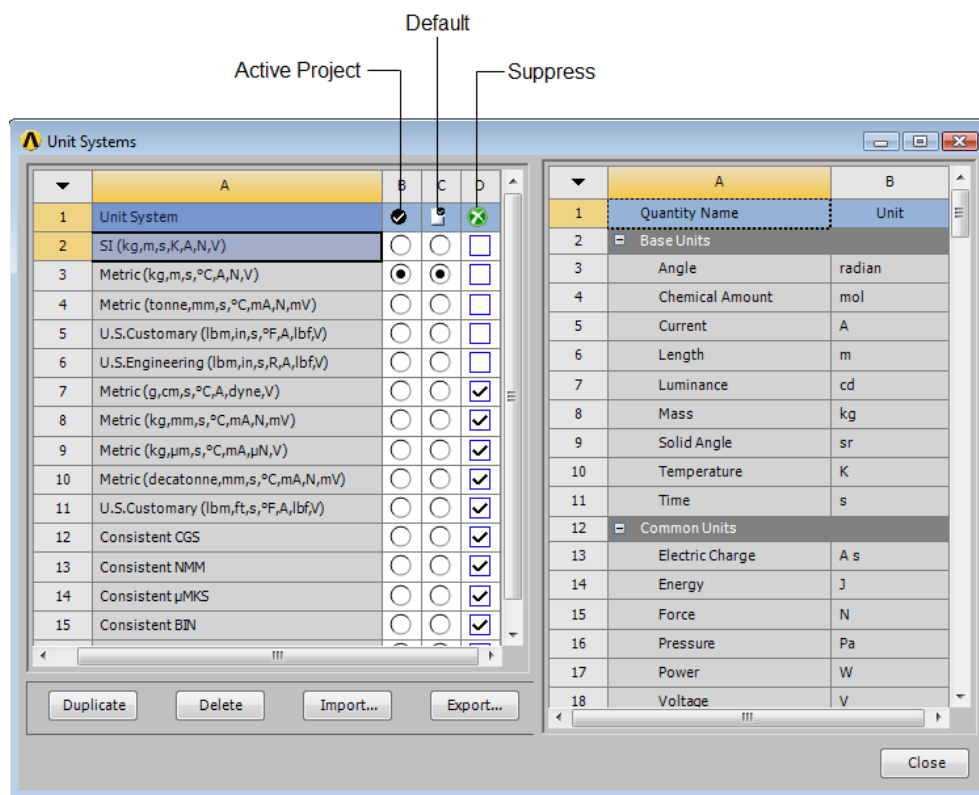 Default
Active Project
Suppress
Unit Systems
A B C D
1 Unit System
2 SI (kg,m,s,K,A,N,V)
3 Metric (kg,m,s,°C,A,N,V)
4 Metric (tonne,mm,s,°C,mA,N,mV)
5 U.S.Customary (lbm,in,s,°F,A,lbf,V)
6 U.S.Engineering (lbm,in,s,R,A,lbf,V)
7 Metric (g,cm,s,°C,A,dyne,V)
8 Metric (kg,mm,s,°C,mA,N,mV)
9 Metric (kg,µm,s,°C,mA,µN,V)
10 Metric (decatonne,mm,s,°C,mA,N,mV)
11 U.S.Customary (lbm,ft,s,°F,A,lbf,V)
12 Consistent CGS
13 Consistent NMM
14 Consistent µMKS
15 Consistent BIN
Duplicate Delete Import... Export...
A B
1 Quantity Name Unit
2 Base Units
3 Angle radian
4 Chemical Amount mol
5 Current A
6 Length m
7 Luminance cd
8 Mass kg
9 Solid Angle sr
10 Temperature K
11 Time s
12 Common Units
13 Electric Charge A s
14 Energy J
15 Force N
16 Pressure Pa
17 Power W
18 Voltage V
Close